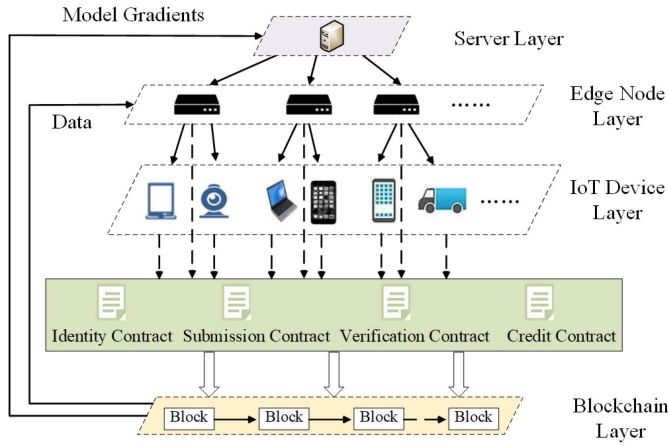 Model Gradients
Server Layer
Edge Node
Layer
Data
IoT Device
Layer
Identity Contract
Submission Contract
Verification Contract
Credit Contract
Block
Block
Block
Block
Blockchain
Layer